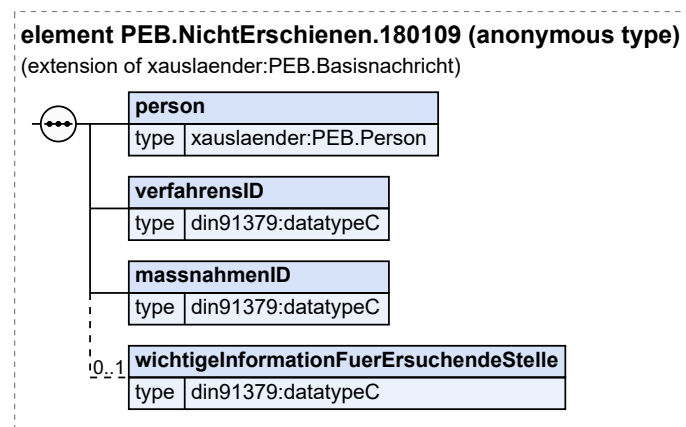 element PEB.NichtErschienen.180109 (anonymous type)
(extension of xauslaender:PEB.Basisnachricht)
person
type xauslaender:PEB.Person
verfahrensID
type din91379:datatypeC
massnahmenID
type din91379:datatypeC
0..1 wichtigeInformationFuerErsuchendeStelle
type din91379:datatypeC